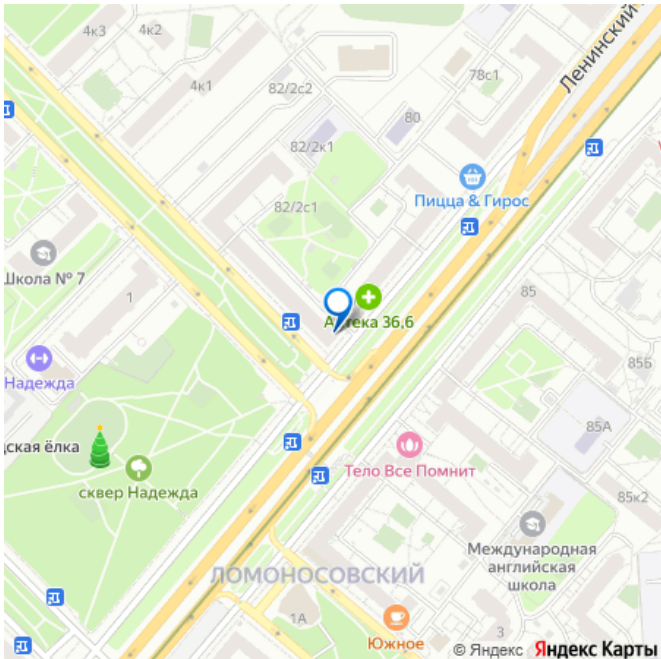 4к3
4к1
82/2с2
78с1
Ленинский
80
82/2к1
Пицца & Гирос
82/2с1
Школа № 7
1
Аптека 36,6
85
Надежда
85Б
85А
дская ёлка
Тело Все Помнит
сквер Надежда
85к2
Международная
английская
школа
ЛОМОНОСОВСКИЙ
1А
3
Южное
© Яндекс Яндекс Карты